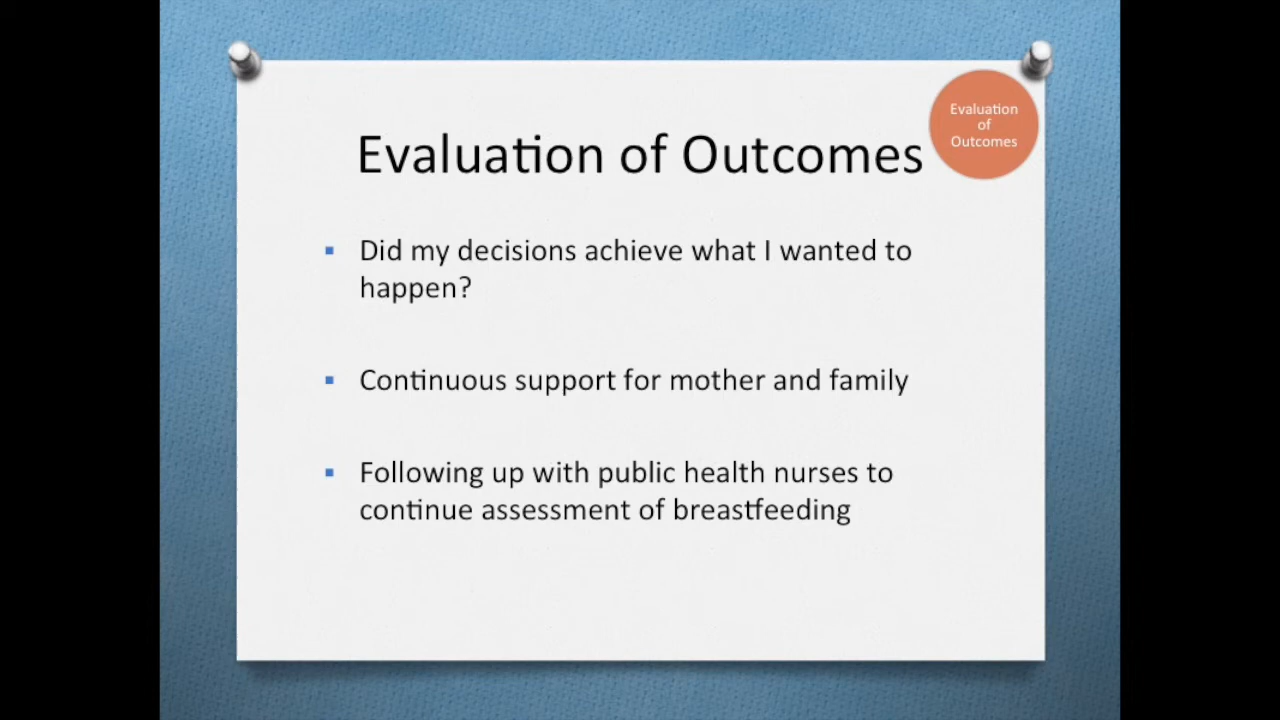 Evaluation
of
Outcomes
Evaluation of Outcomes
Did my decisions achieve what I wanted to
happen?
Continuous support for mother and family
Following up with public health nurses to
continue assessment of breastfeeding